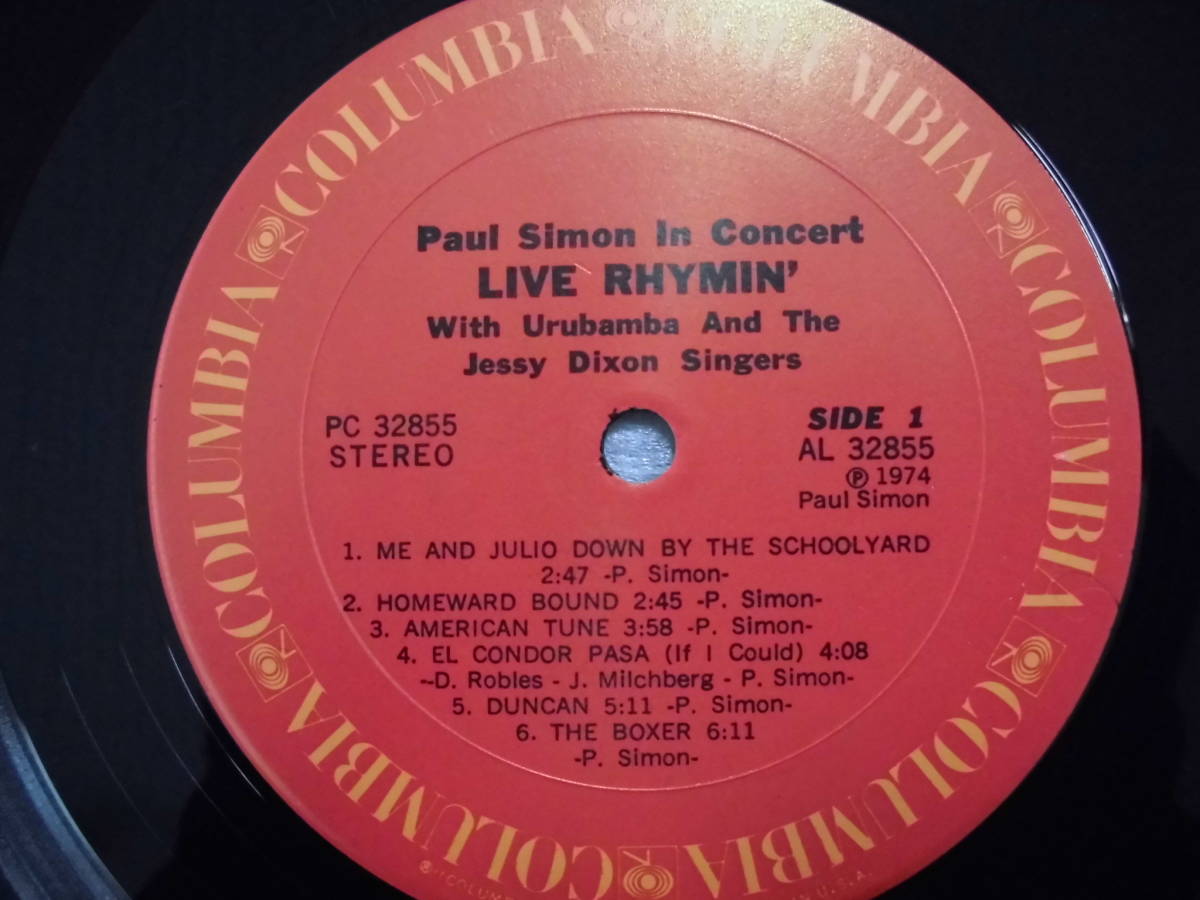 COLUMBIA COLUMBIA COLUMBIA COLUMBIA COLUMBIA COLUMBIA
Paul Simon In Concert
LIVE RHYMIN'
With Urubamba And The
Jessy Dixon Singers
PC 32855
STEREO
SIDE 1
AL 32855
Ⓟ 1974
Paul Simon
1. ME AND JULIO DOWN BY THE SCHOOLYARD
2:47 -P. Simon-
2. HOMEWARD BOUND 2:45 -P. Simon-
3. AMERICAN TUNE 3:58 -P. Simon-
4. EL CONDOR PASA (If I Could) 4:08
~D. Robles - J. Milchberg - P. Simon-
5. DUNCAN 5:11 -P. Simon-
6. THE BOXER 6:11
-P. Simon-
U.S.A.